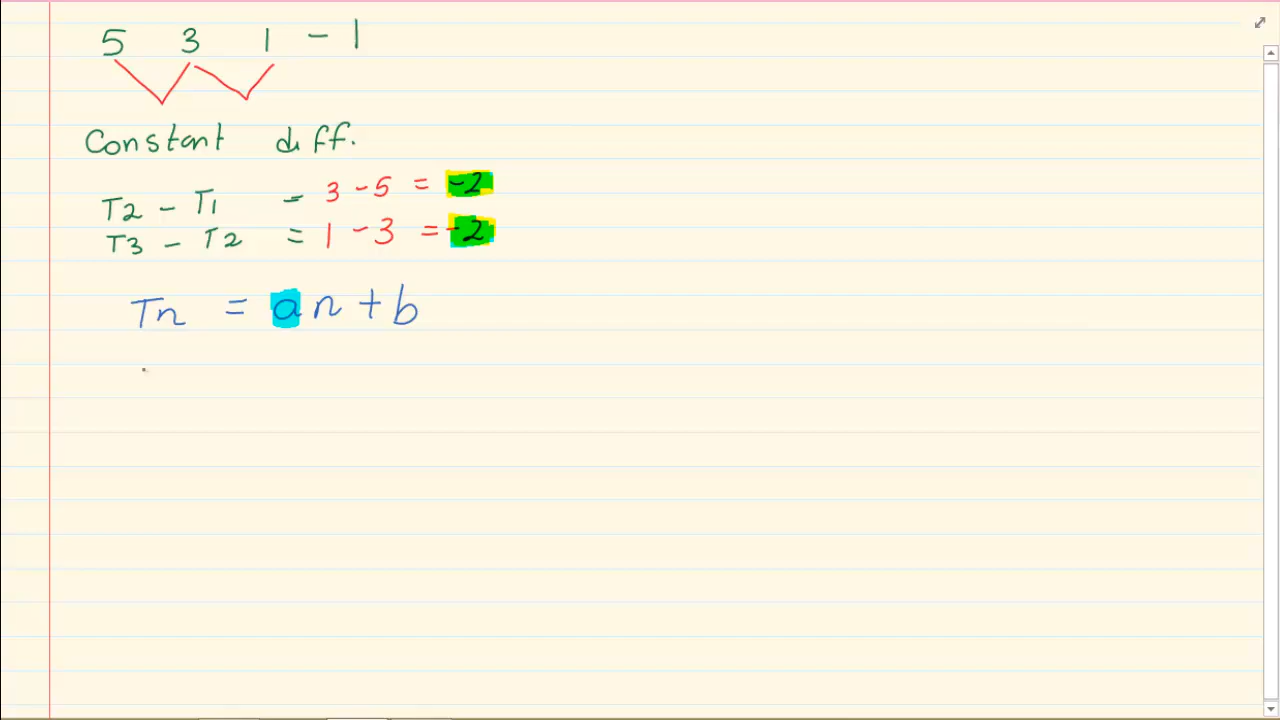 5 3 1 - 1
Constant diff.
T2 - T1 = 3 - 5 = -2
T3 - T2 = 1 - 3 = -2
Tn = an + b